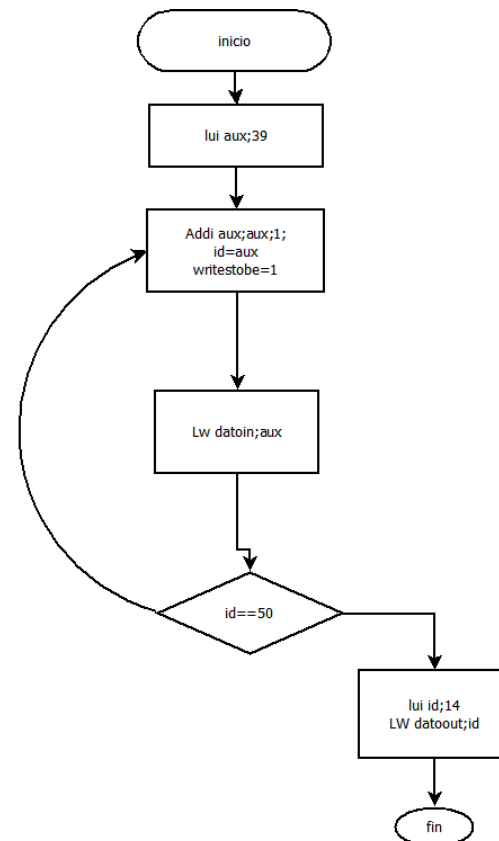 inicio
lui aux;39
Addi aux;aux;1;
id=aux
writestobe=1
Lw datoin;aux
id==50
lui id;14
LW datoout;id
fin